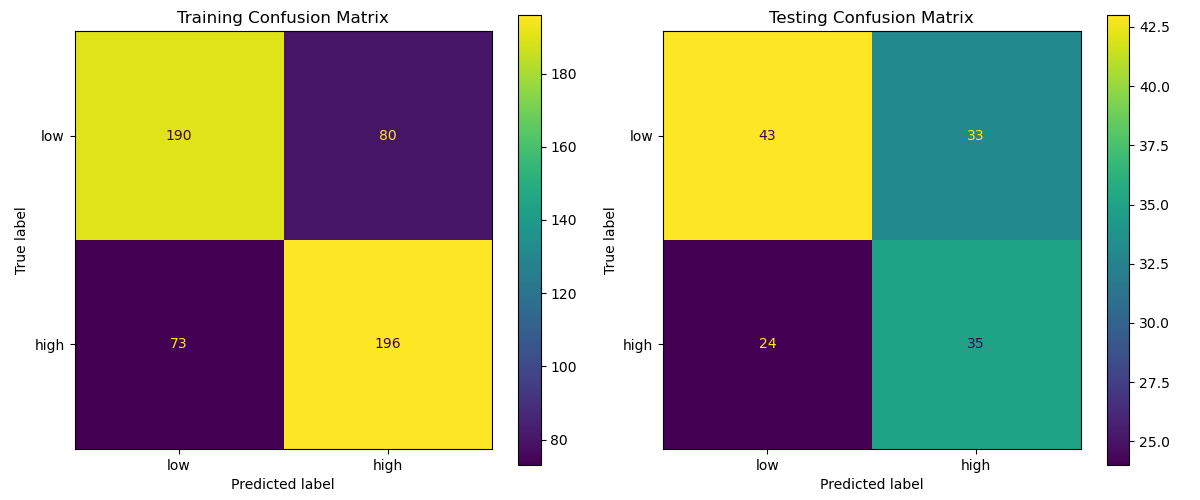 Training Confusion Matrix
True label
low
high
190
80
73
196
low
high
Predicted label
180
160
140
120
100
80
Testing Confusion Matrix
True label
low
high
43
33
24
35
low
high
Predicted label
42.5
40.0
37.5
35.0
32.5
30.0
27.5
25.0